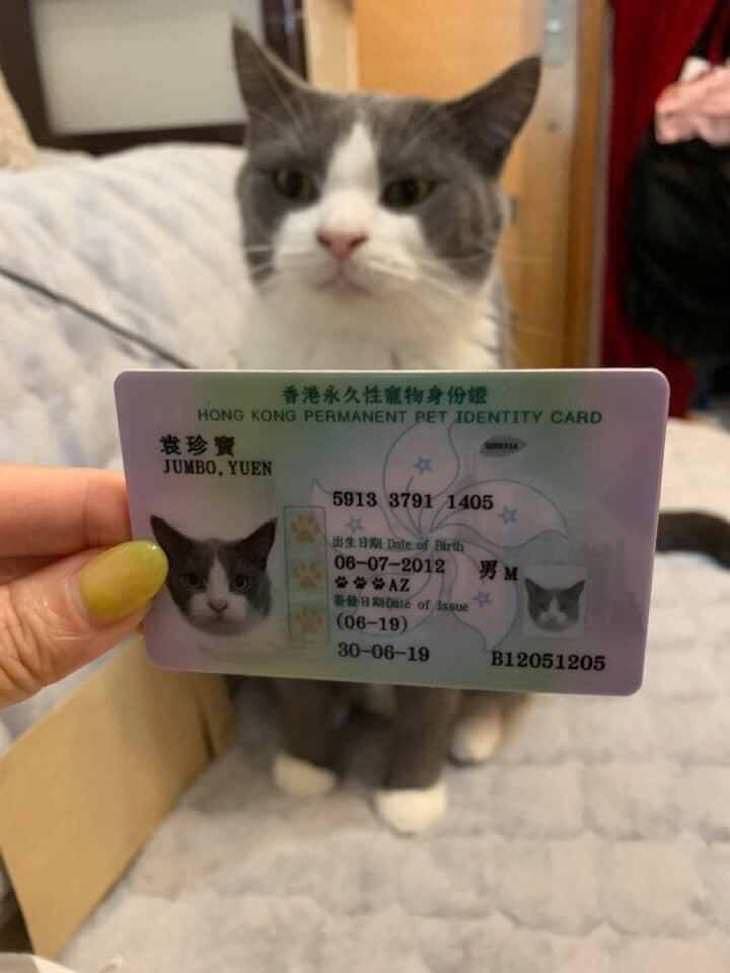 香港永久性寵物身份證
HONG KONG PERMANENT PET IDENTITY CARD
袁珍寶
JUMBO, YUEN
5913 3791 1405
出生日期 Date of Birth
06-07-2012 男 M
AZ
簽發日期 Date of Issue
(06-19)
30-06-19
B12051205